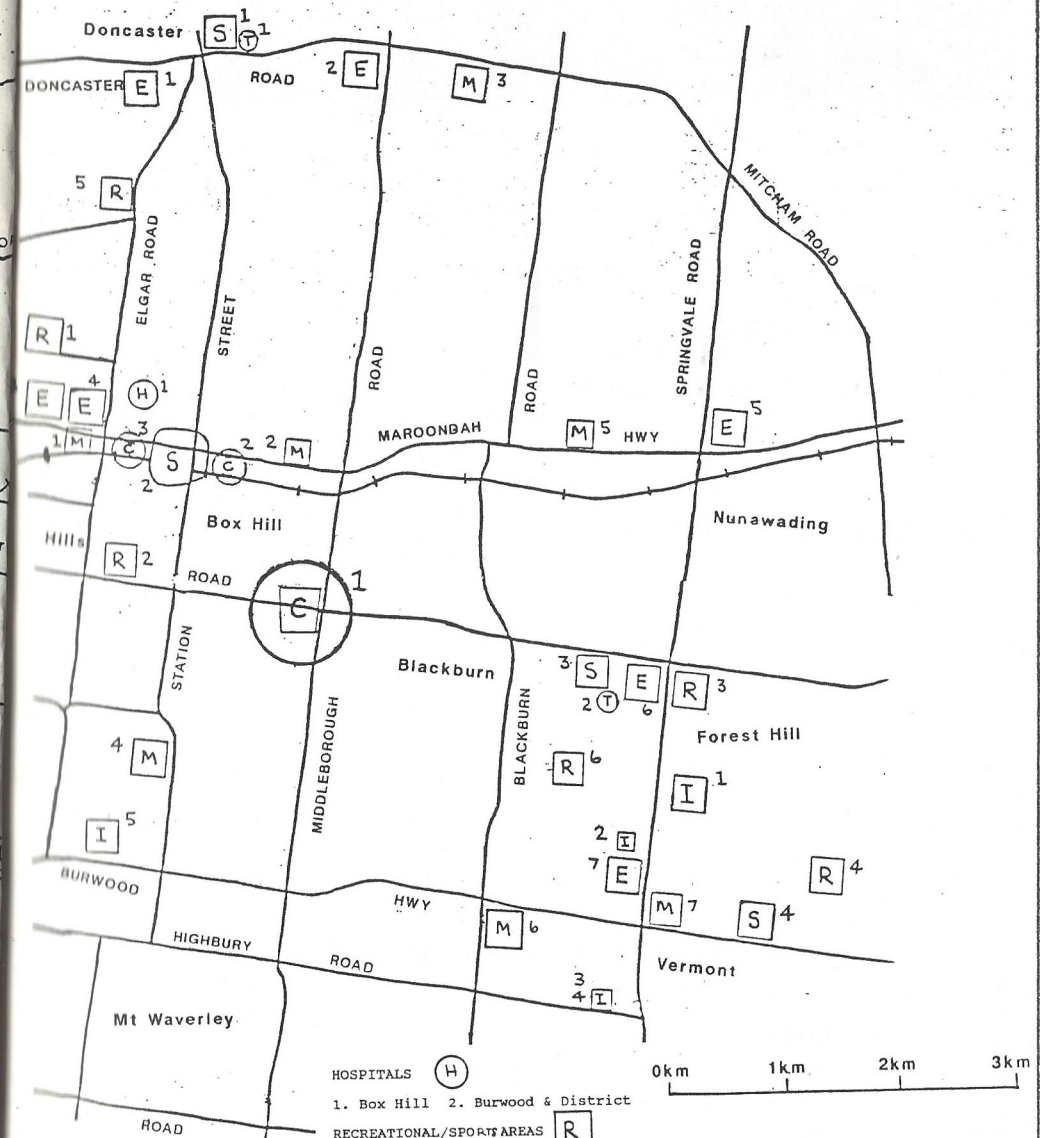 Doncaster S 1 T 1
DONCASTER E 1 ROAD 2 E M 3
MITCHAM ROAD
5 R
ELGAR ROAD
STREET
ROAD
ROAD
SPRINGVALE ROAD
R 1
E 4 E H 1
1 M C 3 S 2 C 2 2 M MAROONDAH M 5 HWY E 5
Hills Box Hill Nunawading
R 2 ROAD C 1
STATION
Blackburn 3 S E 6 R 3
2 T
MIDDLEBOROUGH
BLACKBURN
Forest Hill
4 M R 6 I 1
I 5 2 I
BURWOOD HWY 7 E R 4
M 6 M 7 S 4
HIGHBURY ROAD Vermont
3
4 I
Mt Waverley
HOSPITALS H
0km 1km 2km 3km
1. Box Hill 2. Burwood & District
ROAD
RECREATIONAL/SPORTS AREAS R